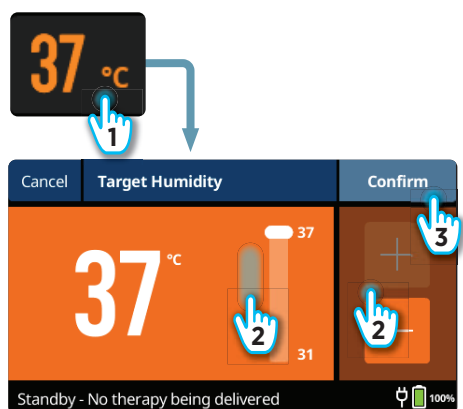 37 °C
1
Cancel Target Humidity Confirm
37
3
37 °C
2
2
31
Standby - No therapy being delivered 100%